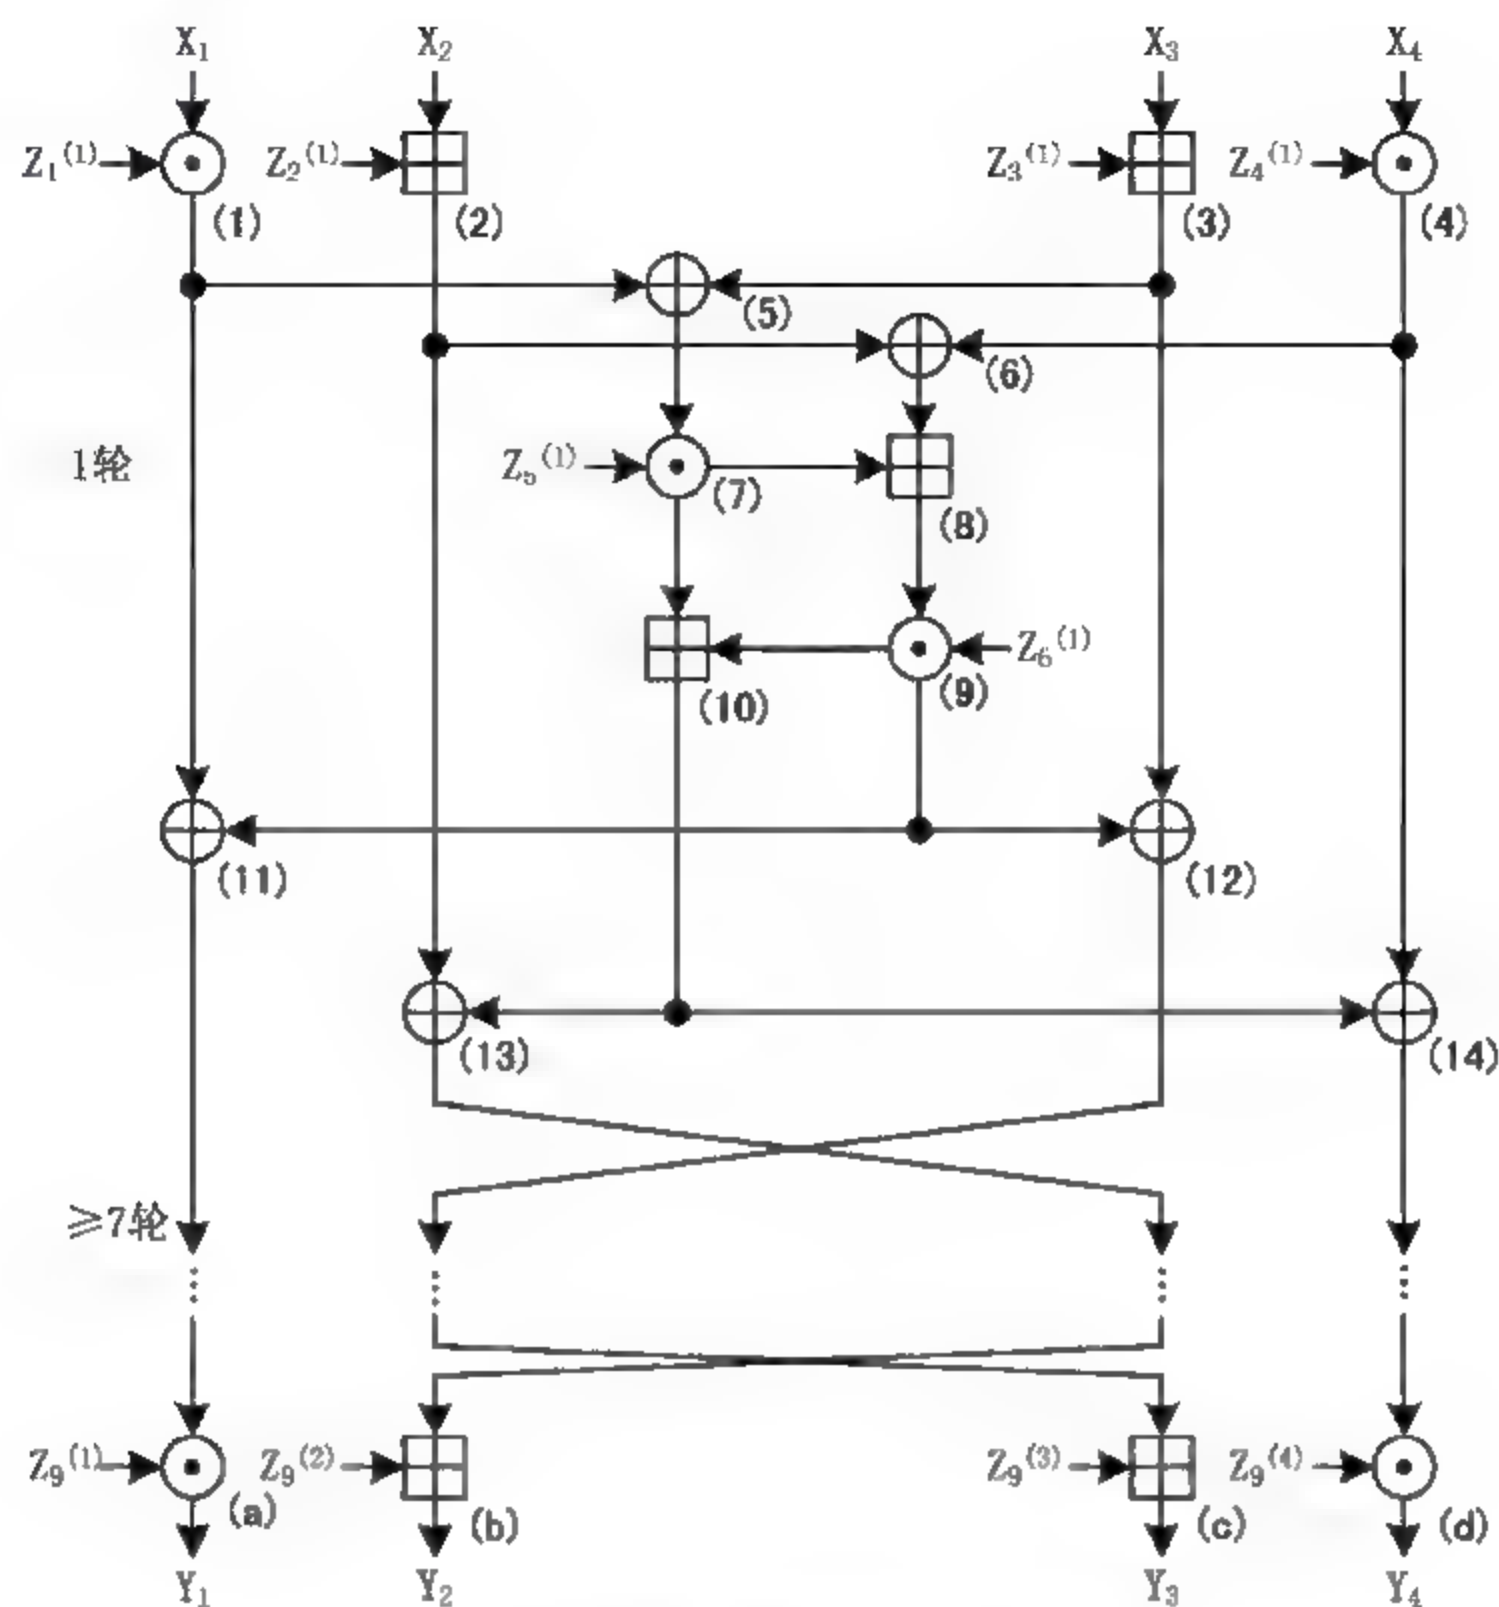 X₁ X₂ X₃ X₄
Z₁⁽¹⁾ Z₂⁽¹⁾ Z₃⁽¹⁾ Z₄⁽¹⁾
(1) (2) (3) (4)
(5)
(6)
1轮
Z₅⁽¹⁾ (7)
(8)
Z₆⁽¹⁾
(10) (9)
(11) (12)
(13) (14)
≥7轮
⋮ ⋮ ⋮ ⋮
Z₉⁽¹⁾ Z₉⁽²⁾ Z₉⁽³⁾ Z₉⁽⁴⁾
(a) (b) (c) (d)
Y₁ Y₂ Y₃ Y₄